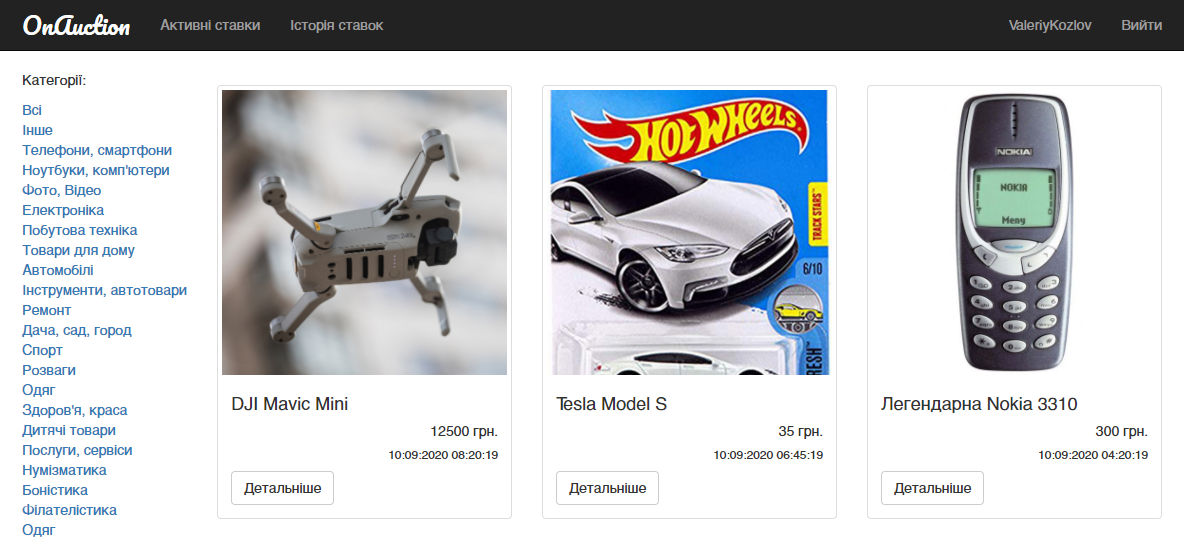 OnAuction Активні ставки Історія ставок ValeriyKozlov Вийти
Категорії:
Всі
Інше
Телефони, смартфони
Ноутбуки, комп'ютери
Фото, Відео
Електроніка
Побутова техніка
Товари для дому
Автомобілі
Інструменти, автотовари
Ремонт
Дача, сад, город
Спорт
Розваги
Одяг
Здоров'я, краса
Дитячі товари
Послуги, сервіси
Нумізматика
Боністика
Філателістика
Одяг
DJI Mavic Mini
12500 грн.
10:09:2020 08:20:19
Детальніше
HOT WHEELS
TRACK STARS
6/10
Tesla Model S
35 грн.
10:09:2020 06:45:19
Детальніше
NOKIA
NOKIA
Menu
Легендарна Nokia 3310
300 грн.
10:09:2020 04:20:19
Детальніше